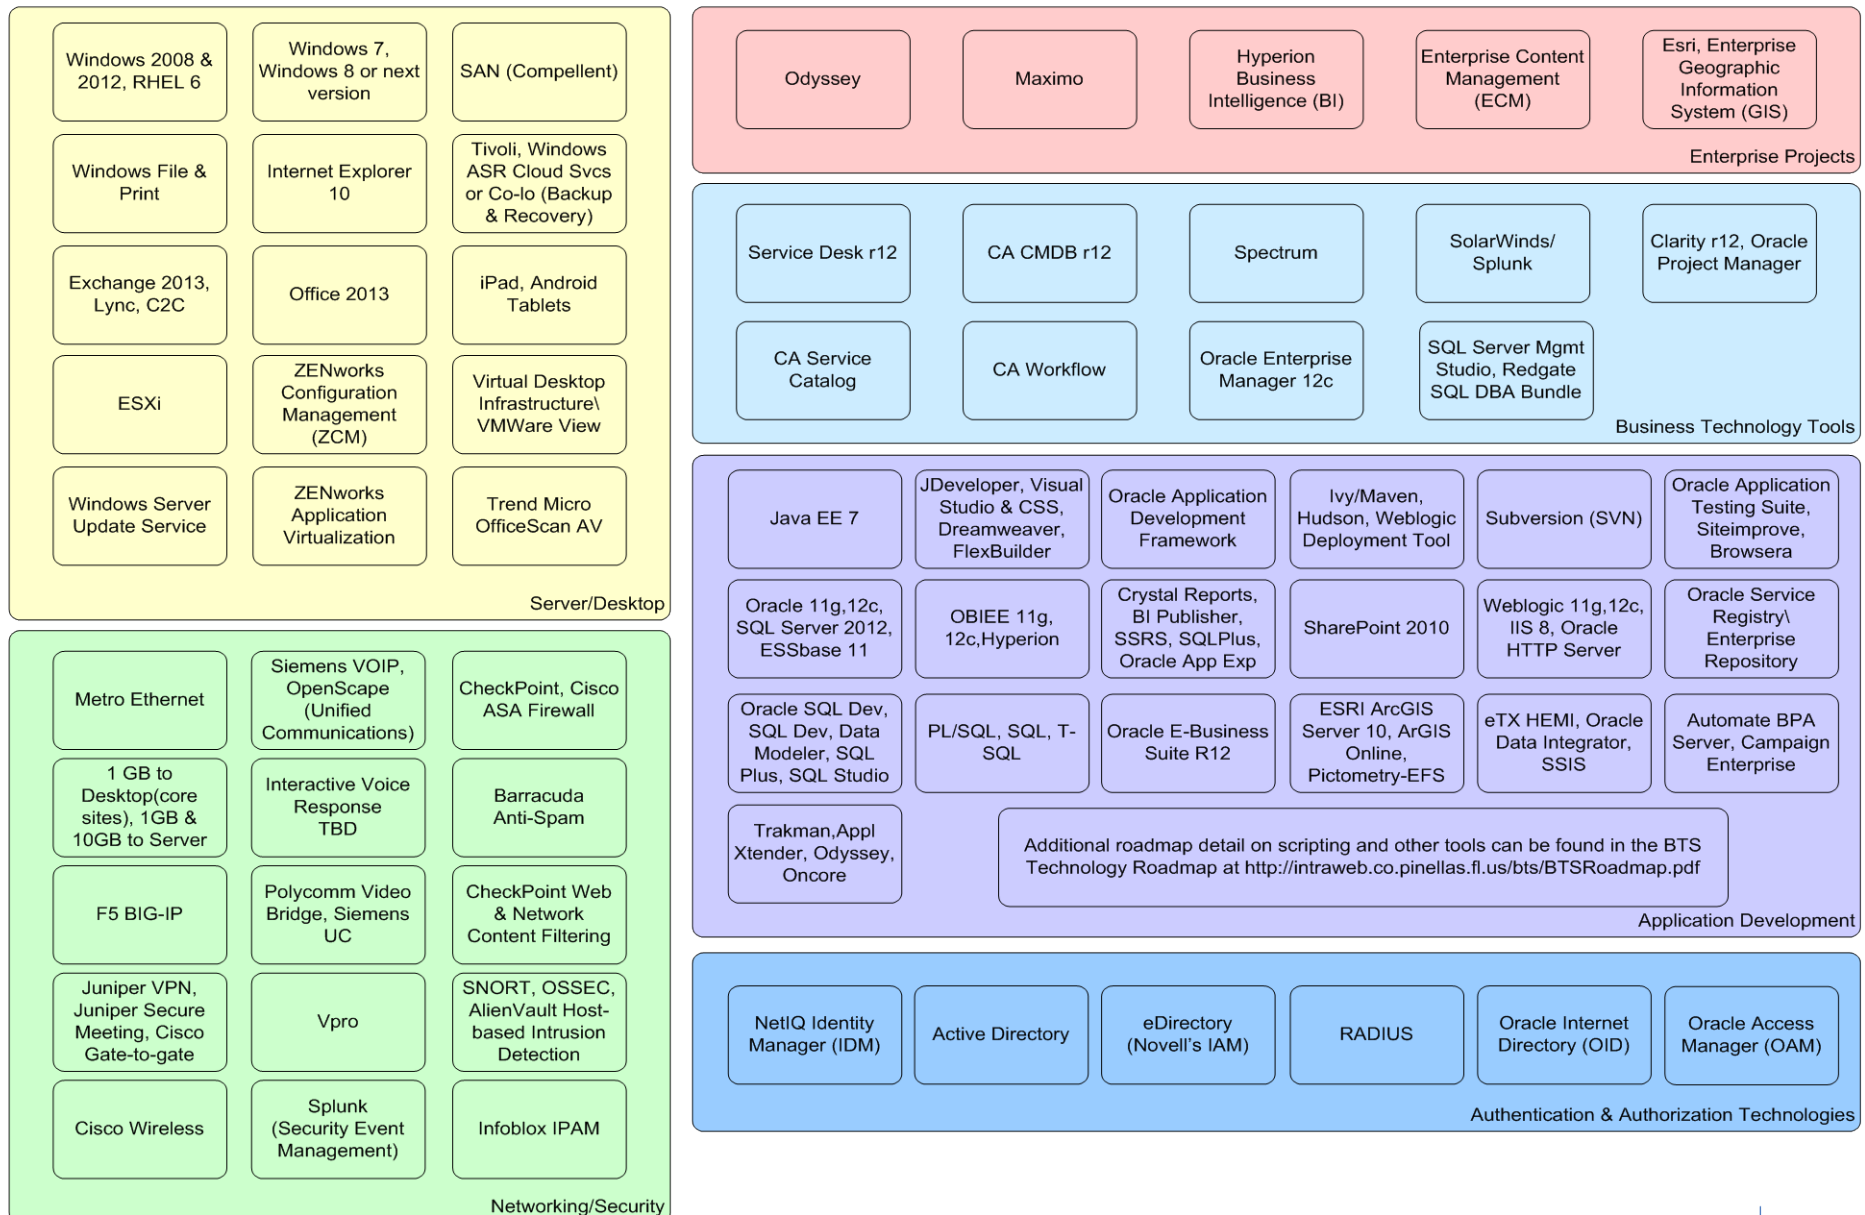 Windows 2008 &
2012, RHEL 6
Windows 7,
Windows 8 or next
version
SAN (Compellent)
Windows File &
Print
Internet Explorer
10
Tivoli, Windows
ASR Cloud Svcs
or Co-lo (Backup
& Recovery)
Exchange 2013,
Lync, C2C
Office 2013
iPad, Android
Tablets
ESXi
ZENworks
Configuration
Management
(ZCM)
Virtual Desktop
Infrastructure\
VMWare View
Windows Server
Update Service
ZENworks
Application
Virtualization
Trend Micro
OfficeScan AV
Server/Desktop
Metro Ethernet
Siemens VOIP,
OpenScape
(Unified
Communications)
CheckPoint, Cisco
ASA Firewall
1 GB to
Desktop(core
sites), 1GB &
10GB to Server
Interactive Voice
Response
TBD
Barracuda
Anti-Spam
F5 BIG-IP
Polycomm Video
Bridge, Siemens
UC
CheckPoint Web
& Network
Content Filtering
Juniper VPN,
Juniper Secure
Meeting, Cisco
Gate-to-gate
Vpro
SNORT, OSSEC,
AlienVault Host-
based Intrusion
Detection
Cisco Wireless
Splunk
(Security Event
Management)
Infoblox IPAM
Networking/Security
Odyssey
Maximo
Hyperion
Business
Intelligence (BI)
Enterprise Content
Management
(ECM)
Esri, Enterprise
Geographic
Information
System (GIS)
Enterprise Projects
Service Desk r12
CA CMDB r12
Spectrum
SolarWinds/
Splunk
Clarity r12, Oracle
Project Manager
CA Service
Catalog
CA Workflow
Oracle Enterprise
Manager 12c
SQL Server Mgmt
Studio, Redgate
SQL DBA Bundle
Business Technology Tools
Java EE 7
JDeveloper, Visual
Studio & CSS,
Dreamweaver,
FlexBuilder
Oracle Application
Development
Framework
Ivy/Maven,
Hudson, Weblogic
Deployment Tool
Subversion (SVN)
Oracle Application
Testing Suite,
Siteimprove,
Browsera
Oracle 11g,12c,
SQL Server 2012,
ESSbase 11
OBIEE 11g,
12c,Hyperion
Crystal Reports,
BI Publisher,
SSRS, SQLPlus,
Oracle App Exp
SharePoint 2010
Weblogic 11g,12c,
IIS 8, Oracle
HTTP Server
Oracle Service
Registry\
Enterprise
Repository
Oracle SQL Dev,
SQL Dev, Data
Modeler, SQL
Plus, SQL Studio
PL/SQL, SQL, T-
SQL
Oracle E-Business
Suite R12
ESRI ArcGIS
Server 10, ArGIS
Online,
Pictometry-EFS
eTX HEMI, Oracle
Data Integrator,
SSIS
Automate BPA
Server, Campaign
Enterprise
Trakman,Appl
Xtender, Odyssey,
Oncore
Additional roadmap detail on scripting and other tools can be found in the BTS
Technology Roadmap at http://intraweb.co.pinellas.fl.us/bts/BTSRoadmap.pdf
Application Development
NetIQ Identity
Manager (IDM)
Active Directory
eDirectory
(Novell's IAM)
RADIUS
Oracle Internet
Directory (OID)
Oracle Access
Manager (OAM)
Authentication & Authorization Technologies